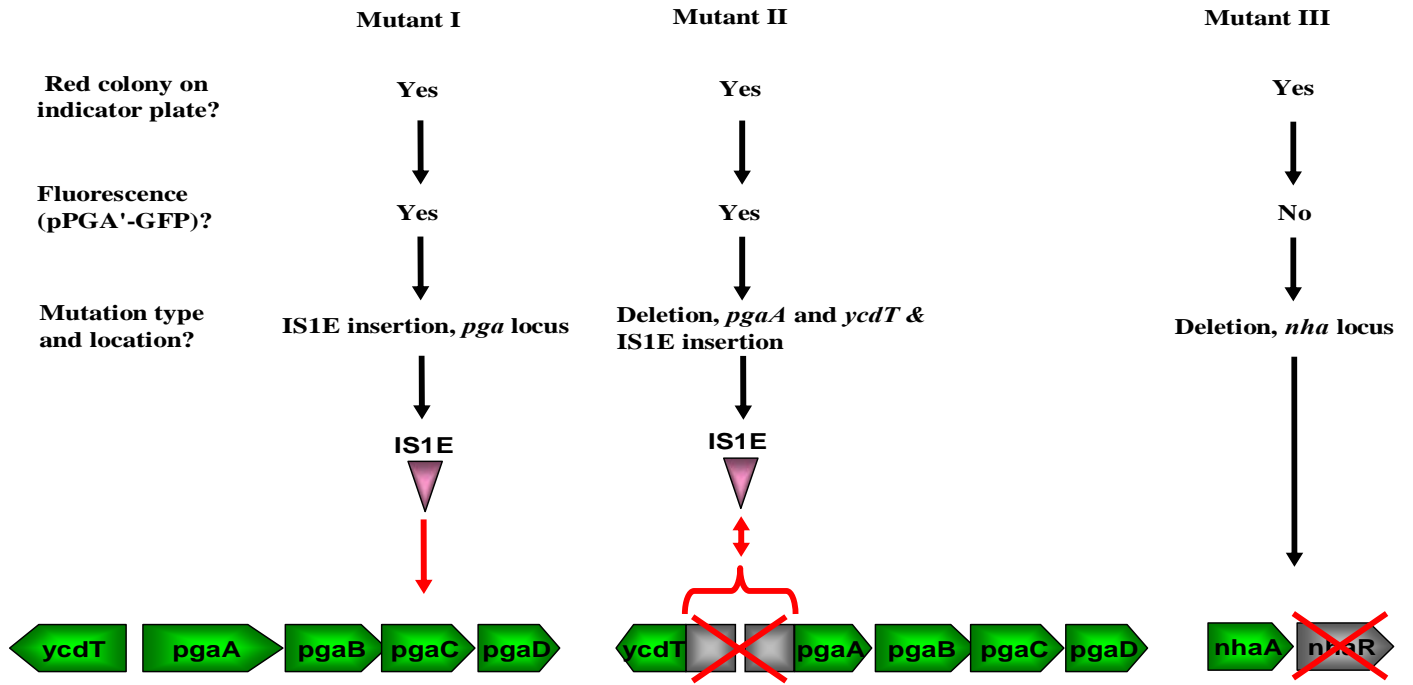 Mutant I
Mutant II
Mutant III
Red colony on
indicator plate?
Yes
Yes
Yes
Fluorescence
(pPGA'-GFP)?
Yes
Yes
No
Mutation type
and location?
IS1E insertion, pga locus
Deletion, pgaA and ycdT &
IS1E insertion
Deletion, nha locus
IS1E
IS1E
ycdT
pgaA
pgaB
pgaC
pgaD
ycdT
pgaA
pgaB
pgaC
pgaD
nhaA
nhaR